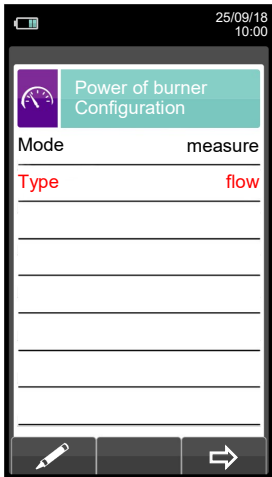 25/09/18
10:00
Power of burner
Configuration
Mode measure
Type flow